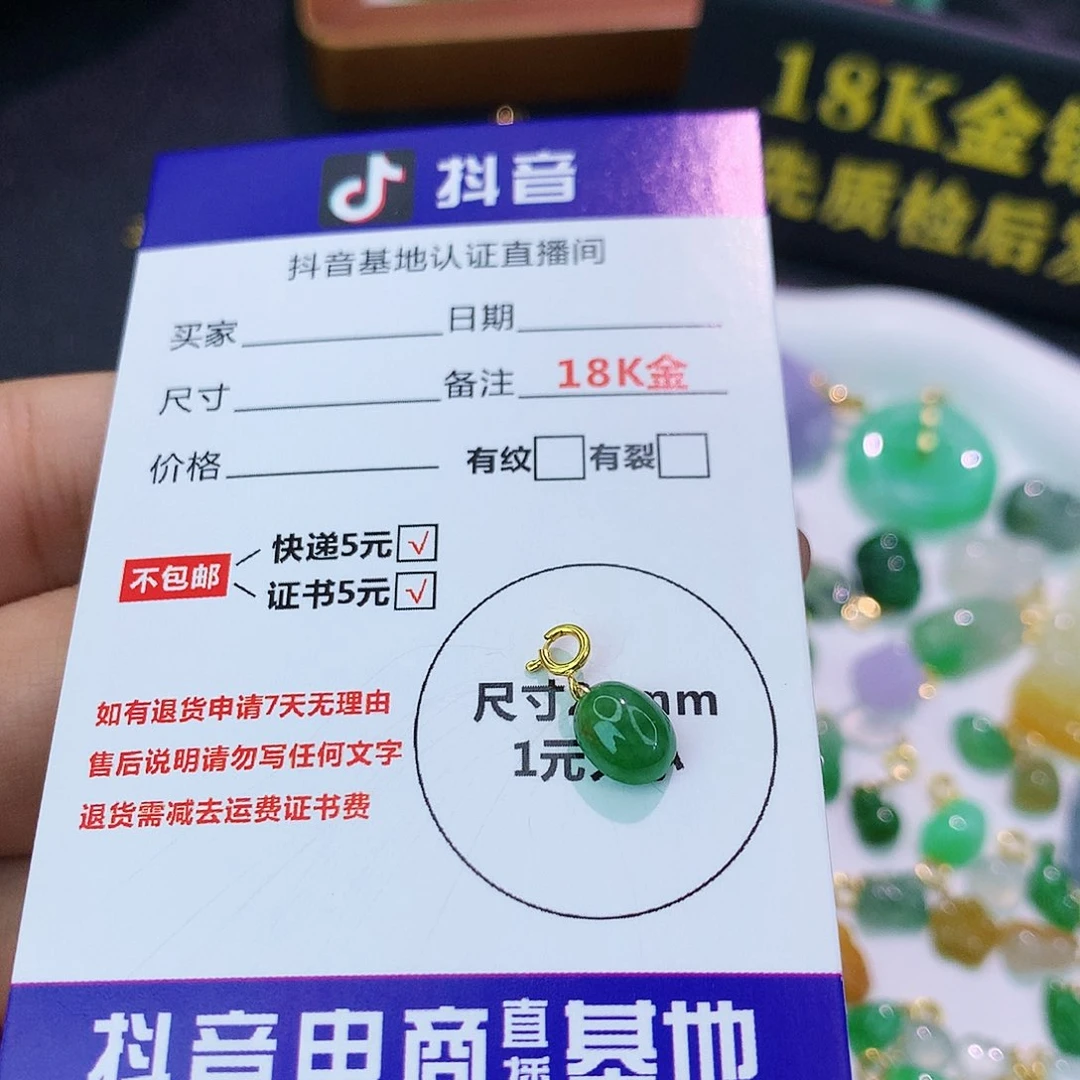 18K金
先质检后发
抖音
抖音基地认证直播间
买家 日期
尺寸 备注 18K金
价格 有纹 有裂
快递5元 √
不包邮
证书5元 √
如有退货申请7天无理由
售后说明请勿写任何文字
退货需减去运费证书费
尺寸 mm
1元
抖音电商直播基地